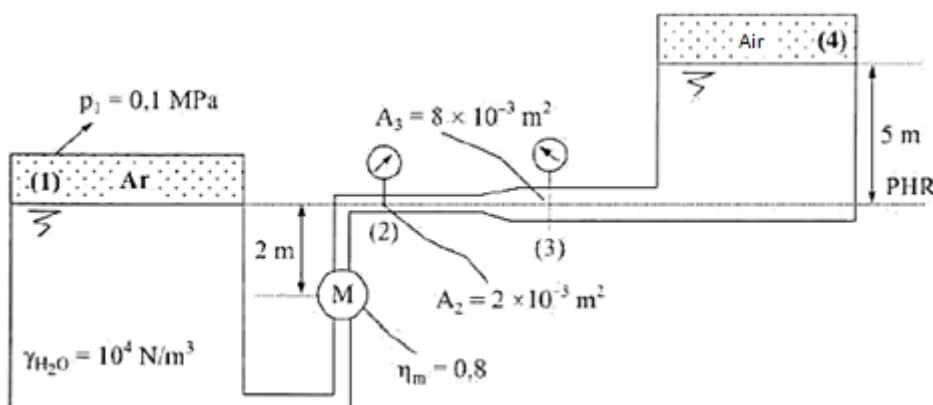 Air (4)
p₁ = 0,1 MPa
A₃ = 8 × 10⁻³ m²
5 m
(1) Ar
PHR
(2)
(3)
2 m
M
A₂ = 2 × 10⁻³ m²
γH₂O = 10⁴ N/m³
ηm = 0,8